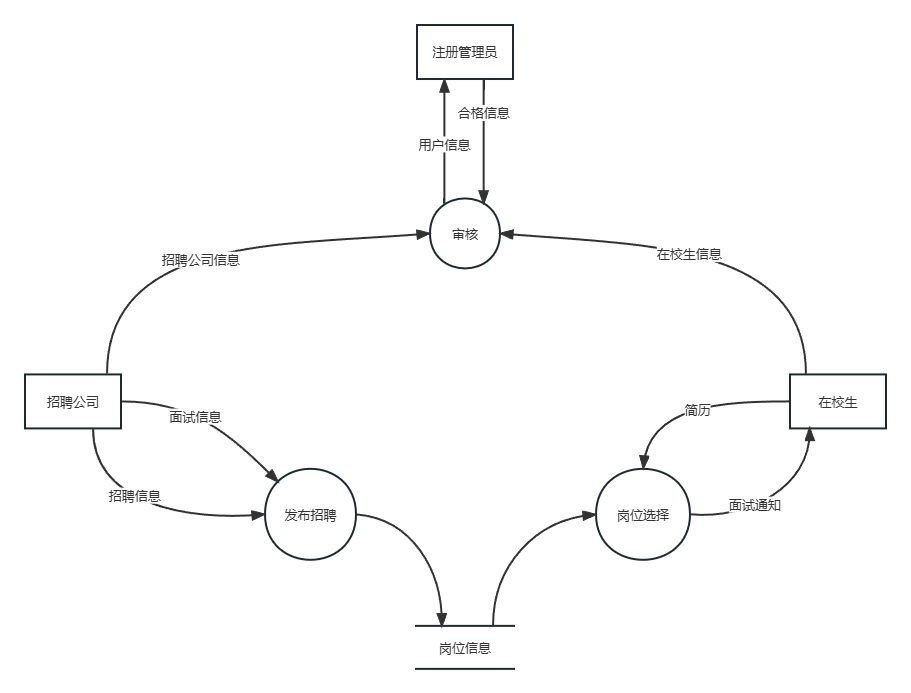 注册管理员
合格信息
用户信息
审核
招聘公司信息
在校生信息
招聘公司
面试信息
简历
在校生
招聘信息
发布招聘
岗位选择
面试通知
岗位信息